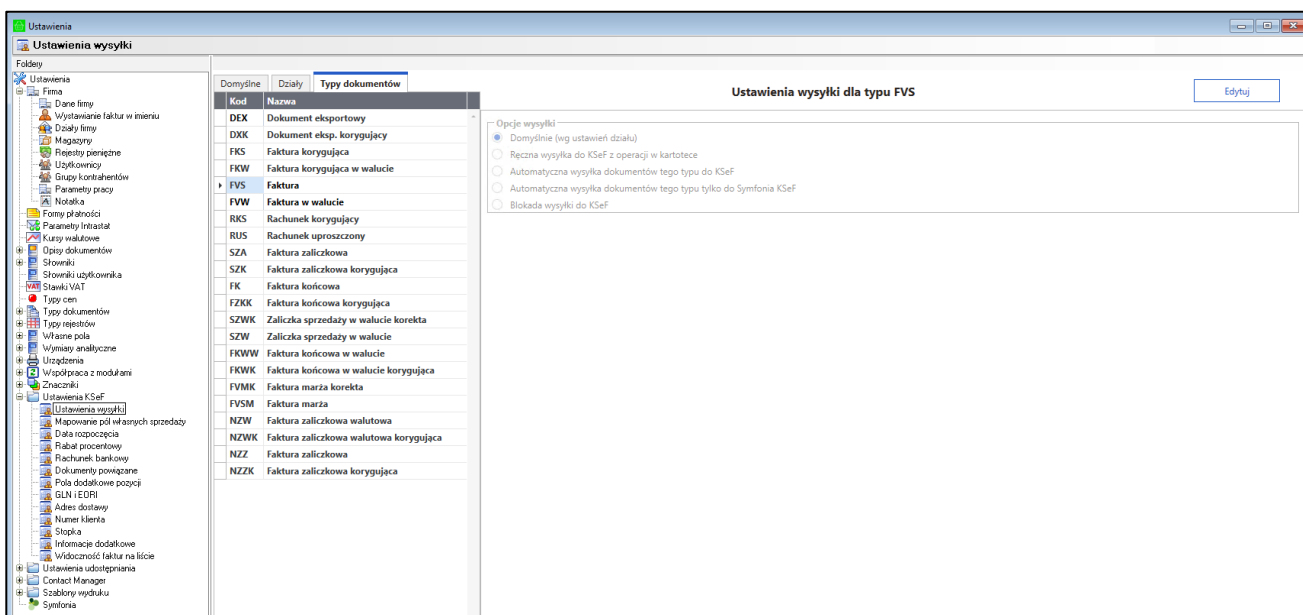 Ustawienia
Ustawienia wysyłki
Foldery
Ustawienia
Firma
Dane firmy
Wystawianie faktur w imieniu
Działy firmy
Magazyny
Rejestry pieniężne
Użytkownicy
Grupy kontrahentów
Parametry pracy
Notatka
Formy płatności
Parametry Intrastat
Kursy walutowe
Opisy dokumentów
Słowniki
Słowniki użytkownika
VAT Stawki VAT
Typy cen
Typy dokumentów
Typy rejestrów
Własne pola
Wymiary analityczne
Urządzenia
Współpraca z modułami
Znaczniki
Ustawienia KSeF
Ustawienia wysyłki
Mapowanie pól własnych sprzedaży
Data rozpoczęcia
Rabat procentowy
Rachunek bankowy
Dokumenty powiązane
Pola dodatkowe pozycji
GLN i EORI
Adres dostawy
Numer klienta
Stopka
Informacje dodatkowe
Widoczność faktur na liście
Ustawienia udostępniania
Contact Manager
Szablony wydruku
Symfonia
Domyślne Działy Typy dokumentów
Kod Nazwa
DEX Dokument eksportowy
DXK Dokument eksp. korygujący
FKS Faktura korygująca
FKW Faktura korygująca w walucie
FVS Faktura
FVW Faktura w walucie
RKS Rachunek korygujący
RUS Rachunek uproszczony
SZA Faktura zaliczkowa
SZK Faktura zaliczkowa korygująca
FK Faktura końcowa
FZKK Faktura końcowa korygująca
SZWK Zaliczka sprzedaży w walucie korekta
SZW Zaliczka sprzedaży w walucie
FKWW Faktura końcowa w walucie
FKWK Faktura końcowa w walucie korygująca
FVMK Faktura marża korekta
FVSM Faktura marża
NZW Faktura zaliczkowa walutowa
NZWK Faktura zaliczkowa walutowa korygująca
NZZ Faktura zaliczkowa
NZZK Faktura zaliczkowa korygująca
Ustawienia wysyłki dla typu FVS
Edytuj
Opcje wysyłki
Domyślnie (wg ustawień działu)
Ręczna wysyłka do KSeF z operacji w kartotece
Automatyczna wysyłka dokumentów tego typu do KSeF
Automatyczna wysyłka dokumentów tego typu tylko do Symfonia KSeF
Blokada wysyłki do KSeF